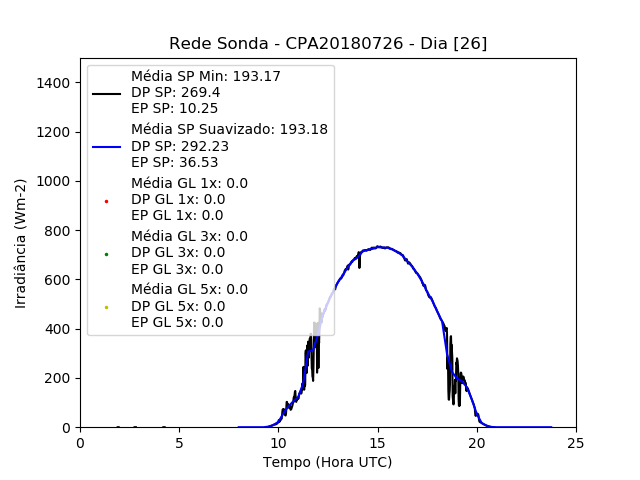 Rede Sonda - CPA20180726 - Dia [26]
Média SP Min: 193.17
DP SP: 269.4
EP SP: 10.25
Média SP Suavizado: 193.18
DP SP: 292.23
EP SP: 36.53
Média GL 1x: 0.0
DP GL 1x: 0.0
EP GL 1x: 0.0
Média GL 3x: 0.0
DP GL 3x: 0.0
EP GL 3x: 0.0
Média GL 5x: 0.0
DP GL 5x: 0.0
EP GL 5x: 0.0
Irradiância (Wm-2)
1400
1200
1000
800
600
400
200
0
0 5 10 15 20 25
Tempo (Hora UTC)